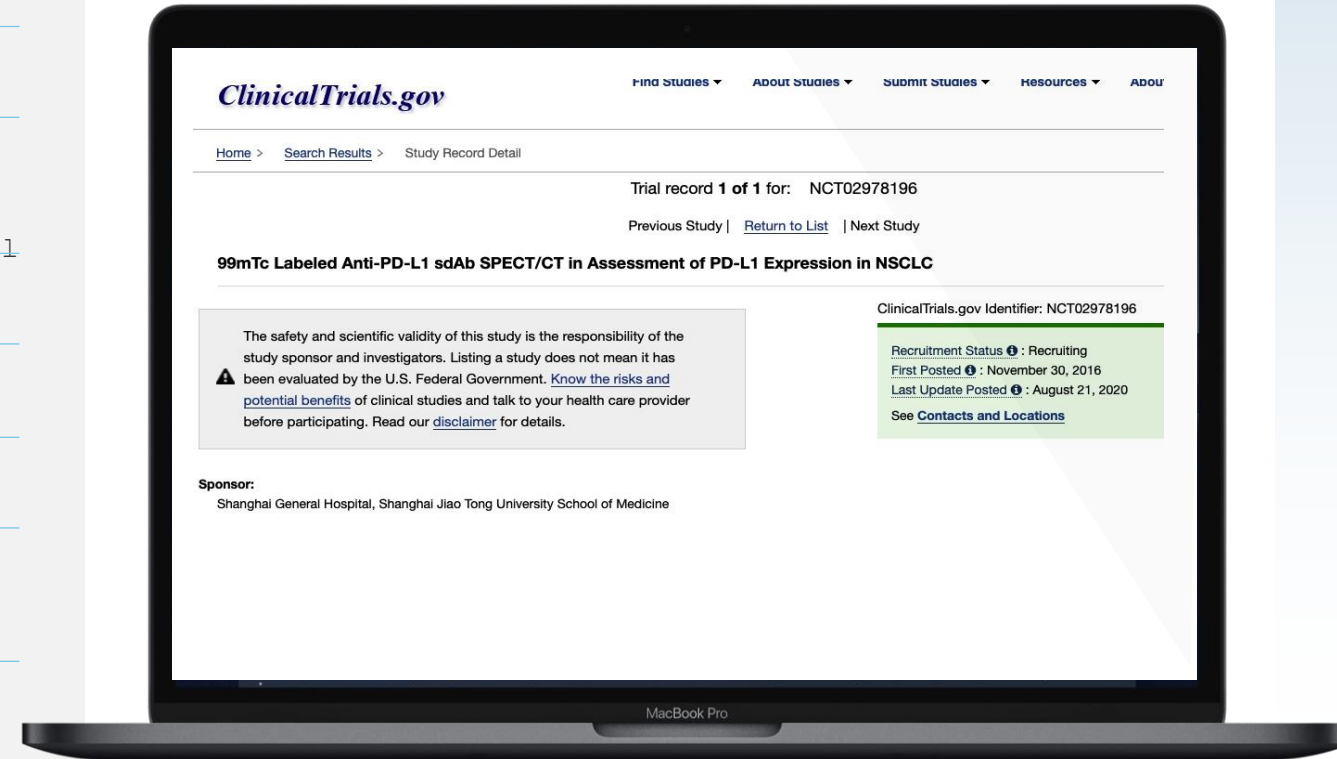 ClinicalTrials.gov
Find Studies About Studies Submit Studies Resources Abou
Home > Search Results > Study Record Detail
Trial record 1 of 1 for: NCT02978196
Previous Study | Return to List | Next Study
99mTc Labeled Anti-PD-L1 sdAb SPECT/CT in Assessment of PD-L1 Expression in NSCLC
The safety and scientific validity of this study is the responsibility of the
study sponsor and investigators. Listing a study does not mean it has
been evaluated by the U.S. Federal Government. Know the risks and
potential benefits of clinical studies and talk to your health care provider
before participating. Read our disclaimer for details.
ClinicalTrials.gov Identifier: NCT02978196
Recruitment Status : Recruiting
First Posted : November 30, 2016
Last Update Posted : August 21, 2020
See Contacts and Locations
Sponsor:
Shanghai General Hospital, Shanghai Jiao Tong University School of Medicine
MacBook Pro
l